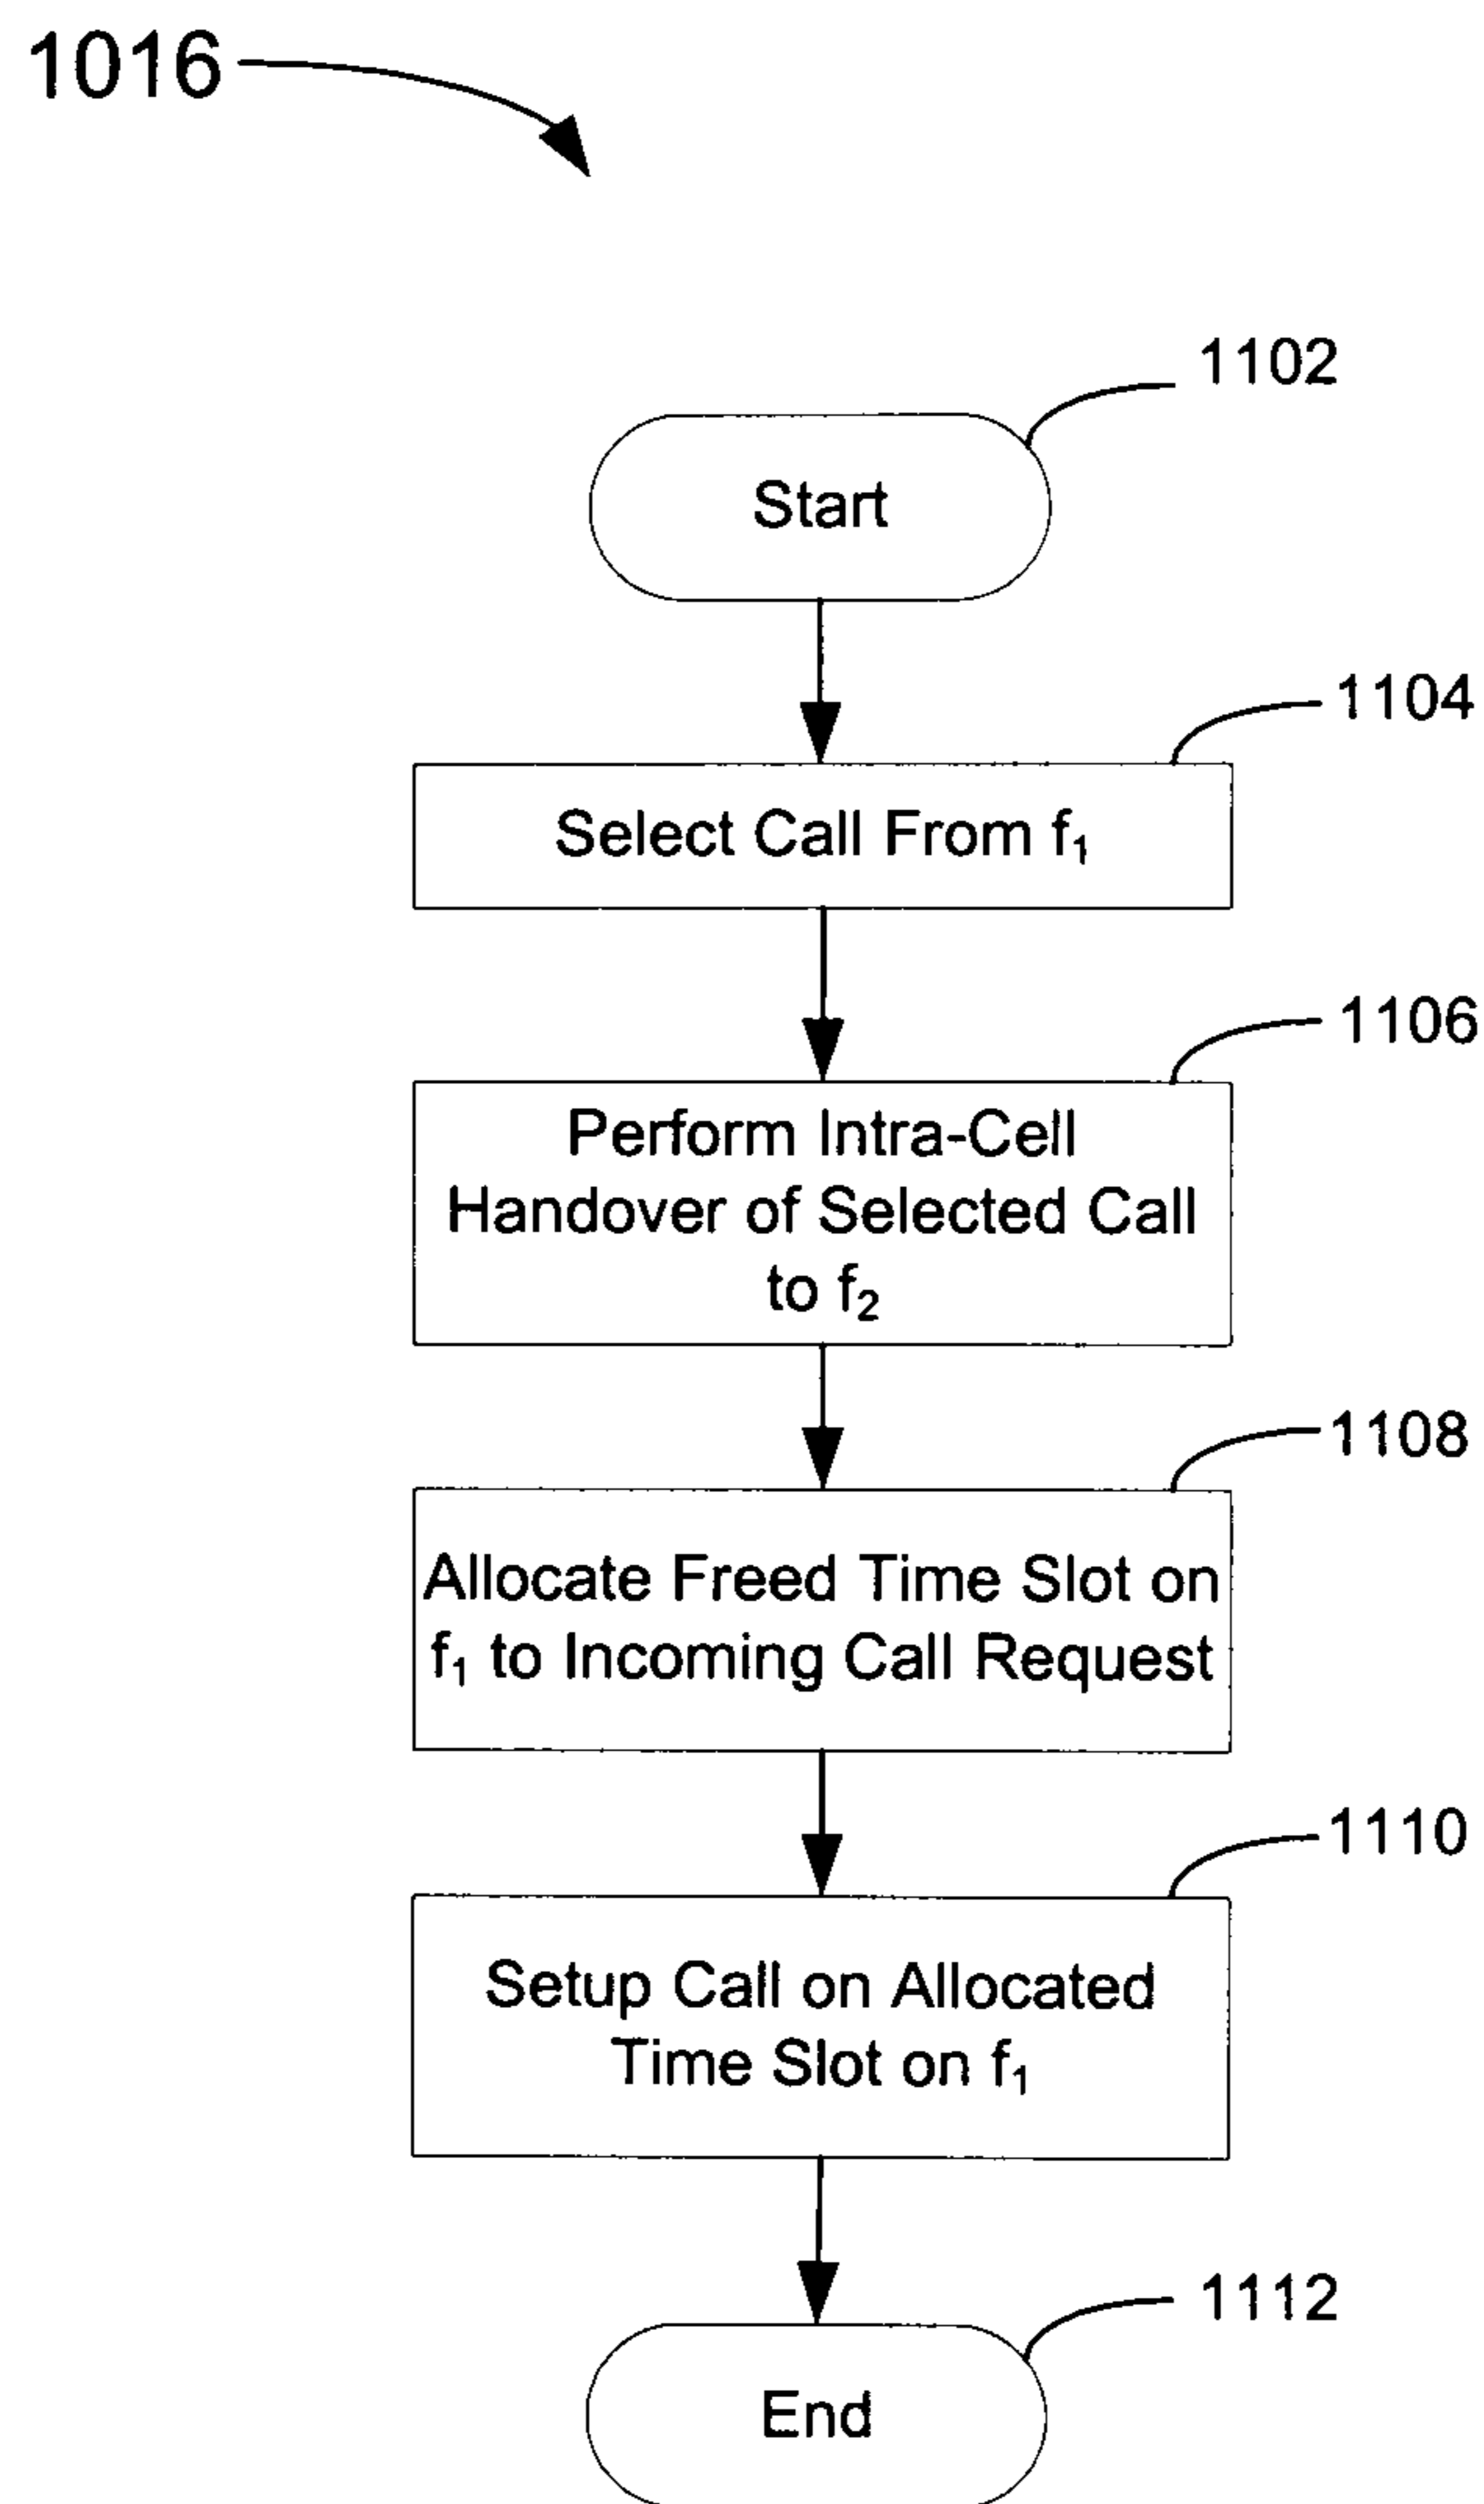 1016
1102
Start
1104
Select Call From f₁
1106
Perform Intra-Cell
Handover of Selected Call
to f₂
1108
Allocate Freed Time Slot on
f₁ to Incoming Call Request
1110
Setup Call on Allocated
Time Slot on f₁
1112
End